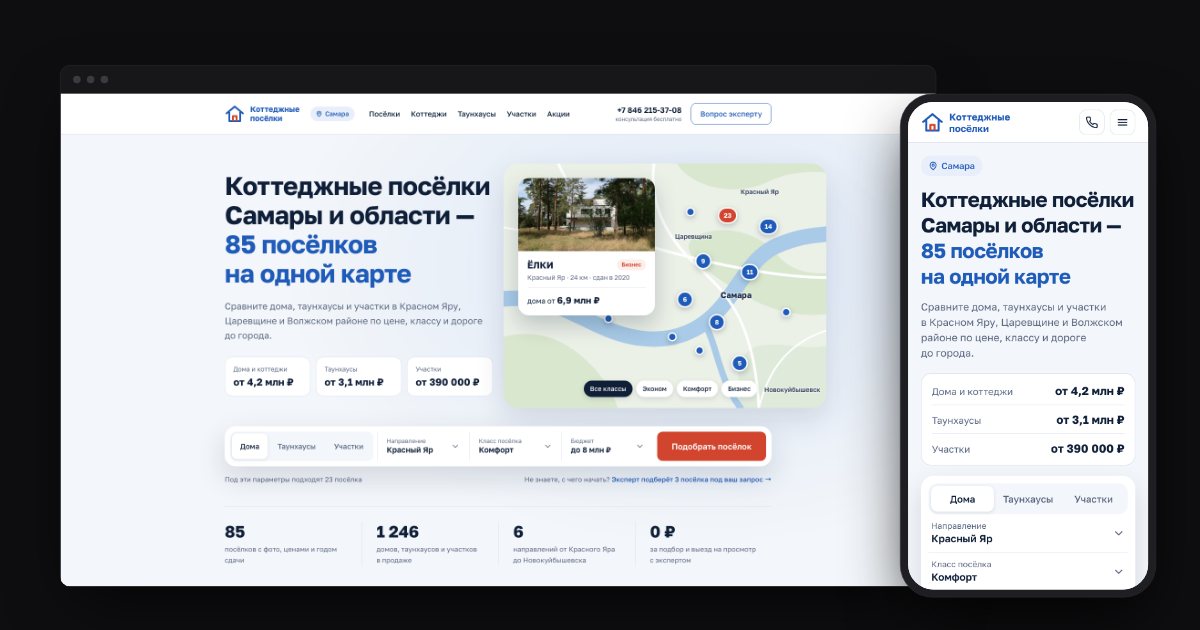 Коттеджные
посёлки
Самара
Посёлки
Коттеджи
Таунхаусы
Участки
Акции
+7 846 215-37-08
консультация бесплатно
Вопрос эксперту
Коттеджные посёлки
Самары и области —
85 посёлков
на одной карте
Сравните дома, таунхаусы и участки в Красном Яру,
Царевщине и Волжском районе по цене, классу и дороге
до города.
Дома и коттеджи
от 4,2 млн ₽
Таунхаусы
от 3,1 млн ₽
Участки
от 390 000 ₽
ЁЛКИ
Бизнес
Красный Яр · 24 км · сдан в 2020
дома от 6,9 млн ₽
Красный Яр
23
14
Царевщина
9
11
6
Самара
8
5
Новокуйбышевск
Все классы
Эконом
Комфорт
Бизнес
Дома
Таунхаусы
Участки
Направление
Красный Яр
Класс посёлка
Комфорт
Бюджет
до 8 млн ₽
Подобрать посёлок
Под эти параметры подходят 23 посёлка
Не знаете, с чего начать? Эксперт подберёт 3 посёлка под ваш запрос →
85
посёлков с фото, ценами и годом
сдачи
1 246
домов, таунхаусов и участков
в продаже
6
направлений от Красного Яра
до Новокуйбышевска
0 ₽
за подбор и выезд на просмотр
с экспертом
Коттеджные
посёлки
Самара
Коттеджные посёлки
Самары и области —
85 посёлков
на одной карте
Сравните дома, таунхаусы и участки
в Красном Яру, Царевщине и Волжском
районе по цене, классу и дороге
до города.
Дома и коттеджи
от 4,2 млн ₽
Таунхаусы
от 3,1 млн ₽
Участки
от 390 000 ₽
Дома
Таунхаусы
Участки
Направление
Красный Яр
Класс посёлка
Комфорт